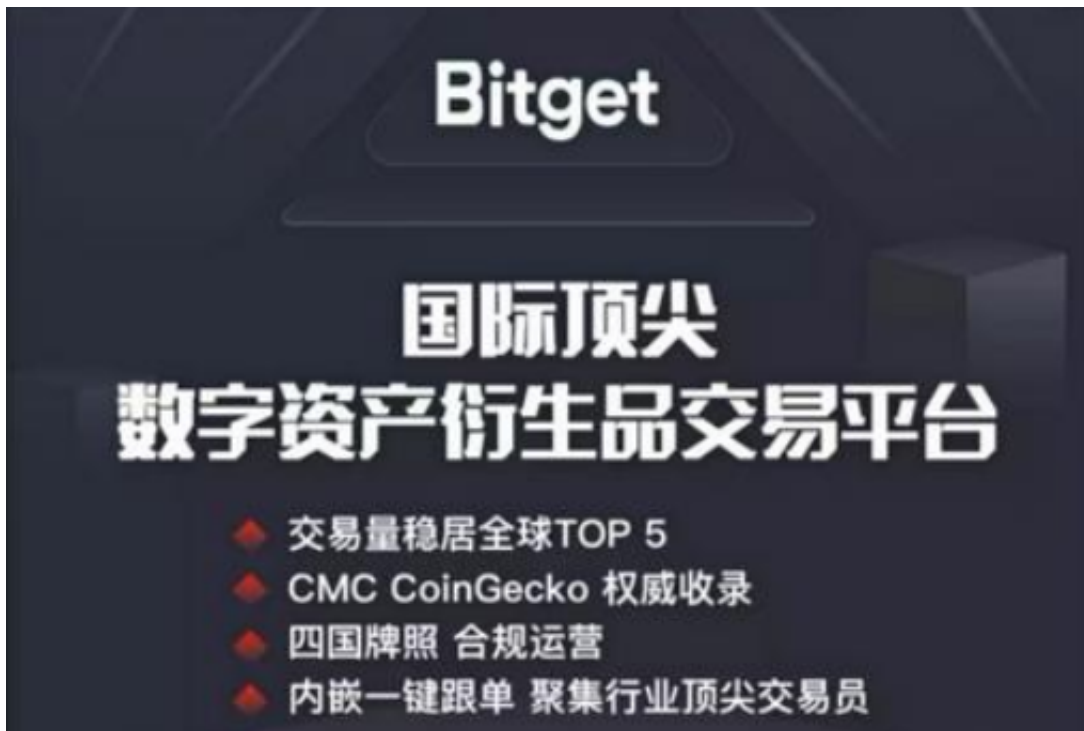 Bitget
国际顶尖
数字资产衍生品交易平台
交易量稳居全球TOP 5
CMC CoinGecko 权威收录
四国牌照 合规运营
内嵌一键跟单 聚集行业顶尖交易员